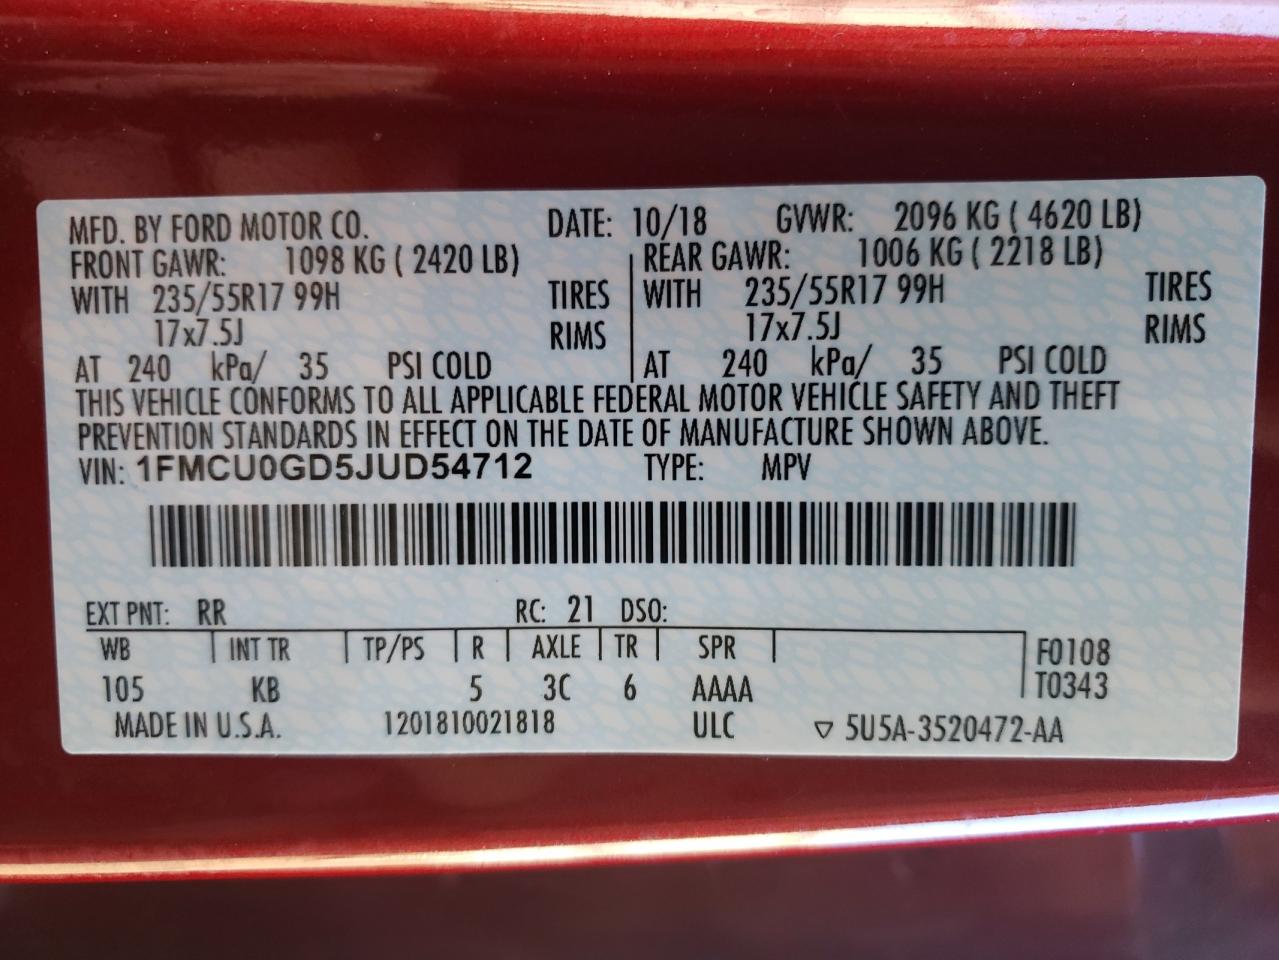 MFD. BY FORD MOTOR CO. DATE: 10/18 GVWR: 2096 KG ( 4620 LB)
FRONT GAWR: 1098 KG ( 2420 LB) REAR GAWR: 1006 KG ( 2218 LB)
WITH 235/55R17 99H TIRES WITH 235/55R17 99H TIRES
17x7.5J RIMS 17x7.5J RIMS
AT 240 kPa/ 35 PSI COLD AT 240 kPa/ 35 PSI COLD
THIS VEHICLE CONFORMS TO ALL APPLICABLE FEDERAL MOTOR VEHICLE SAFETY AND THEFT
PREVENTION STANDARDS IN EFFECT ON THE DATE OF MANUFACTURE SHOWN ABOVE.
VIN: 1FMCU0GD5JUD54712 TYPE: MPV
EXT PNT: RR RC: 21 DSO:
WB INT TR TP/PS R AXLE TR SPR F0108
105 KB 5 3C 6 AAAA T0343
MADE IN U.S.A. 1201810021818 ULC ▽ 5U5A-3520472-AA